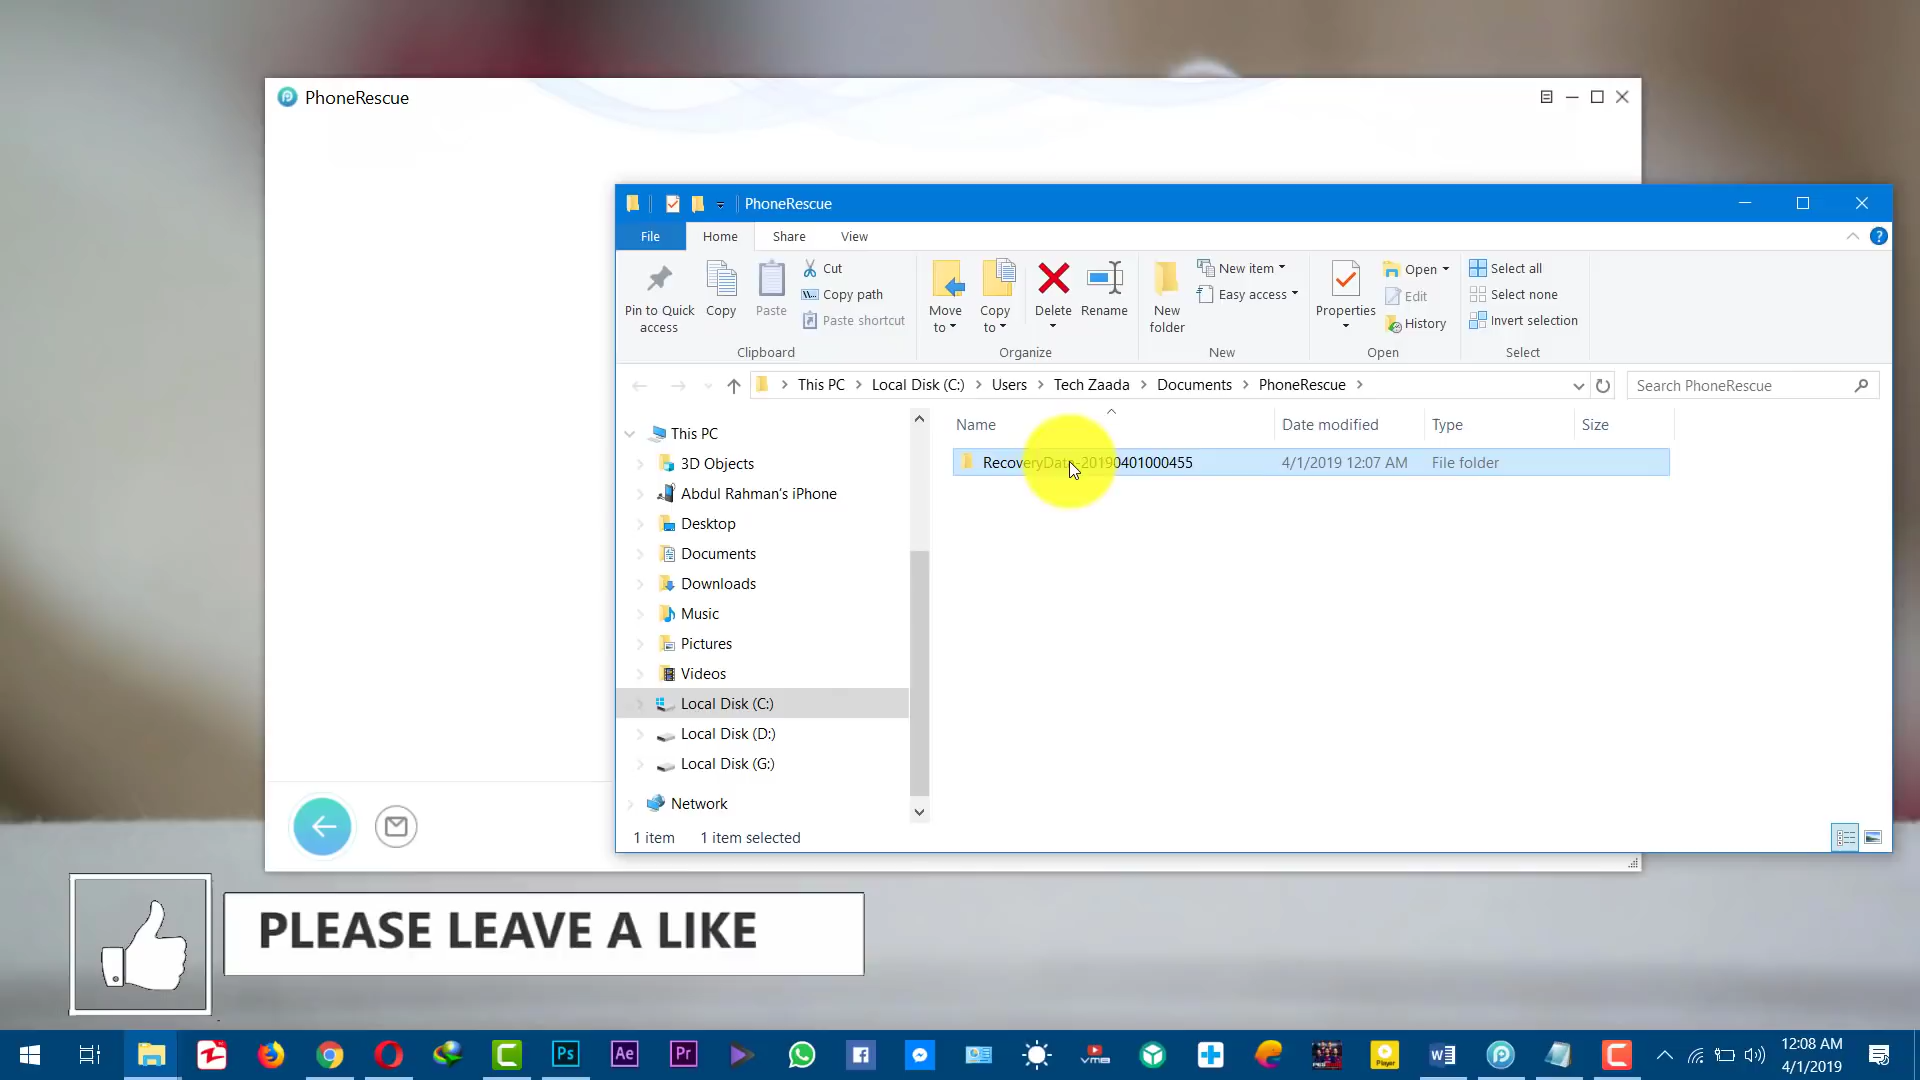 PhoneRescue
PhoneRescue
File Home Share View
Pin to Quick access
Copy
Paste
Cut
Copy path
Paste shortcut
Clipboard
Move to
Copy to
Delete
Rename
Organize
New folder
New item
Easy access
New
Properties
Open
Edit
History
Open
Select all
Select none
Invert selection
Select
This PC Local Disk (C:) Users Tech Zaada Documents PhoneRescue
Search PhoneRescue
Name Date modified Type Size
RecoveryData-20190401000455 4/1/2019 12:07 AM File folder
This PC
3D Objects
Abdul Rahman's iPhone
Desktop
Documents
Downloads
Music
Pictures
Videos
Local Disk (C:)
Local Disk (D:)
Local Disk (G:)
Network
1 item 1 item selected
PLEASE LEAVE A LIKE
Ps
Ae
Pr
VMB
Player
12:08 AM
4/1/2019